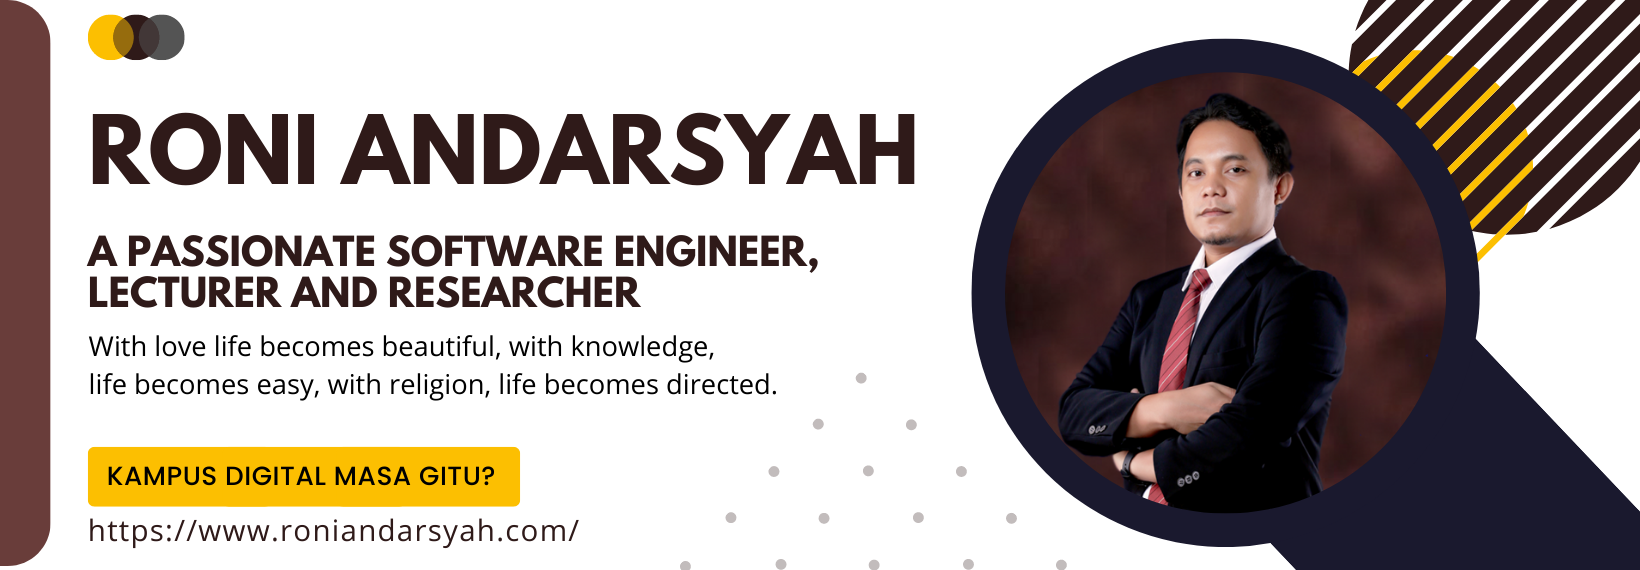 RONI ANDARSYAH
A PASSIONATE SOFTWARE ENGINEER,
LECTURER AND RESEARCHER
With love life becomes beautiful, with knowledge,
life becomes easy, with religion, life becomes directed.
KAMPUS DIGITAL MASA GITU?
https://www.roniandarsyah.com/